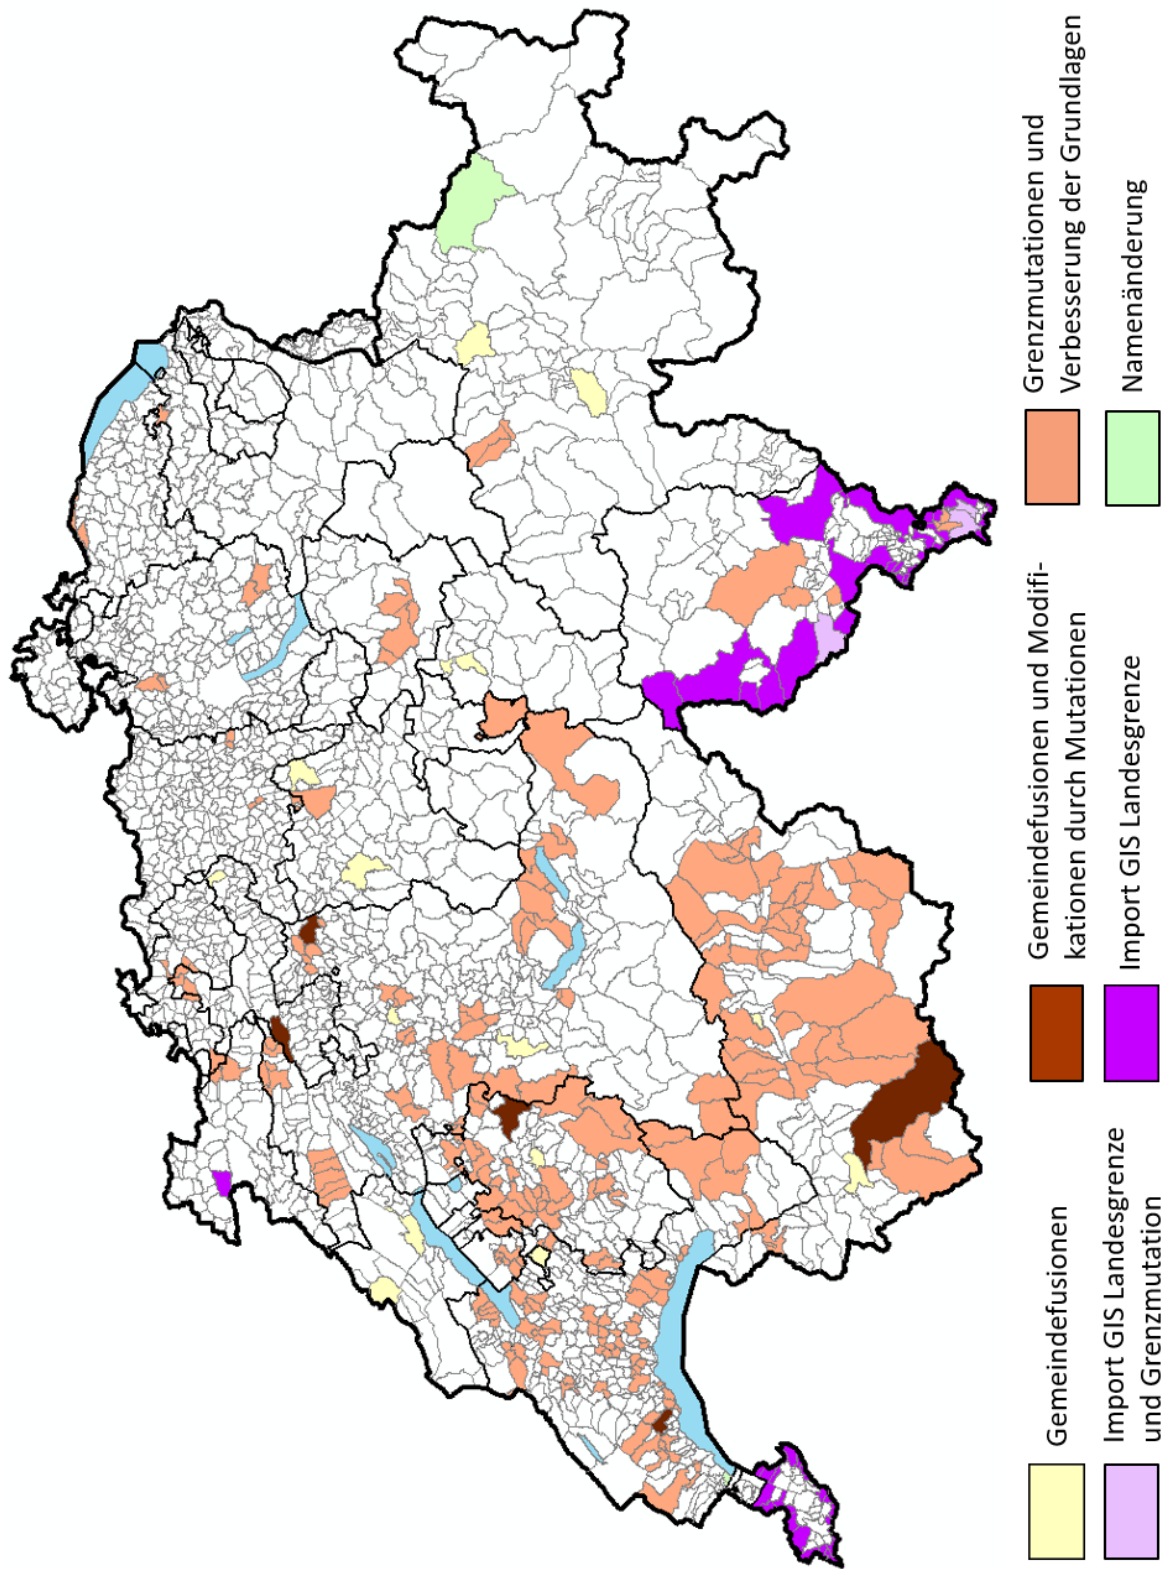 Gemeindefusionen
Import GIS Landesgrenze
und Grenzmutation
Gemeindefusionen und Modifi-
kationen durch Mutationen
Import GIS Landesgrenze
Grenzmutationen und
Verbesserung der Grundlagen
Namenänderung